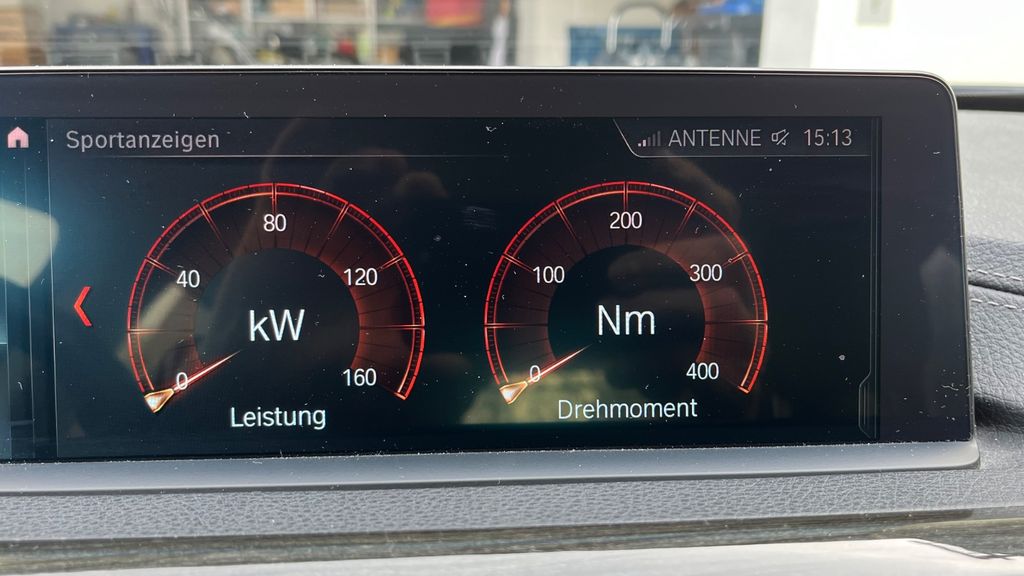 Sportanzeigen
ANTENNE 15:13
0
40
80
120
160
kW
Leistung
0
100
200
300
400
Nm
Drehmoment